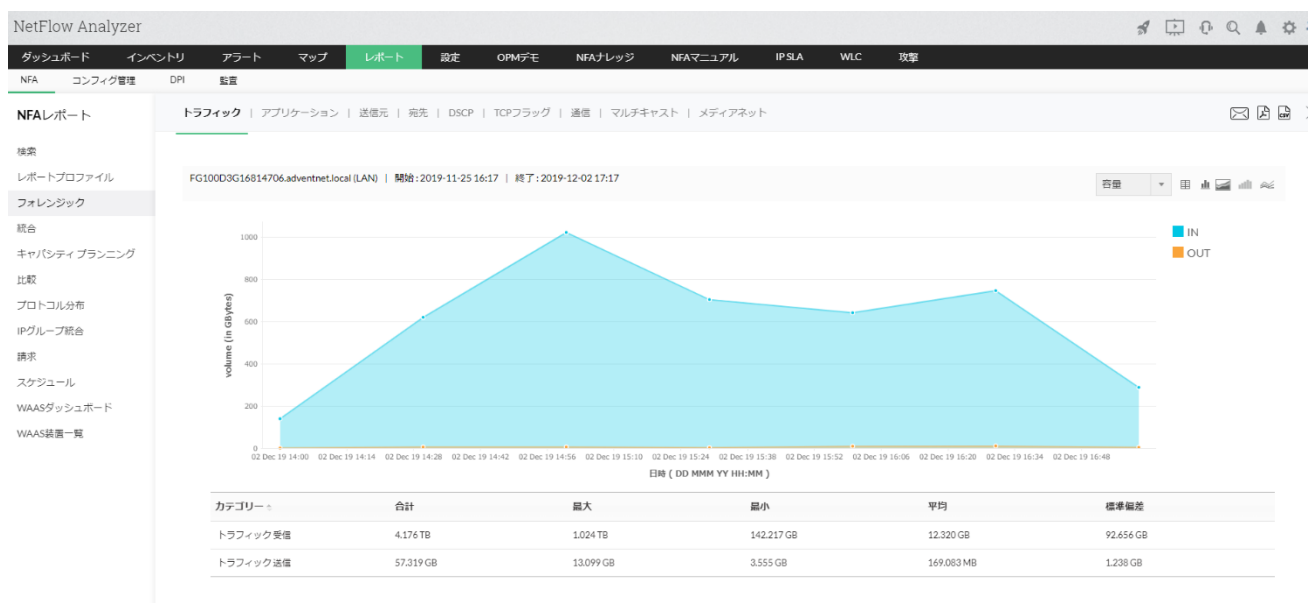 NetFlow Analyzer
ダッシュボード インベントリ アラート マップ レポート 設定 OPMデモ NFAナレッジ NFAマニュアル IP SLA WLC 攻撃
NFA コンフィグ管理 DPI 監査
NFAレポート
検索
レポートプロファイル
フォレンジック
統合
キャパシティ プランニング
比較
プロトコル分布
IPグループ統合
請求
スケジュール
WAASダッシュボード
WAAS装置一覧
トラフィック | アプリケーション | 送信元 | 宛先 | DSCP | TCPフラッグ | 通信 | マルチキャスト | メディアネット
CSV
FG100D3G16814706.adventnet.local (LAN) | 開始 : 2019-11-25 16:17 | 終了 : 2019-12-02 17:17
容量
IN
OUT
volume (in GBytes)
1000
800
600
400
200
0
02 Dec 19 14:00 02 Dec 19 14:14 02 Dec 19 14:28 02 Dec 19 14:42 02 Dec 19 14:56 02 Dec 19 15:10 02 Dec 19 15:24 02 Dec 19 15:38 02 Dec 19 15:52 02 Dec 19 16:06 02 Dec 19 16:20 02 Dec 19 16:34 02 Dec 19 16:48
日時 ( DD MMM YY HH:MM )
カテゴリー 合計 最大 最小 平均 標準偏差
トラフィック受信 4.176 TB 1.024 TB 142.217 GB 12.320 GB 92.656 GB
トラフィック送信 57.319 GB 13.099 GB 3.555 GB 169.083 MB 1.238 GB